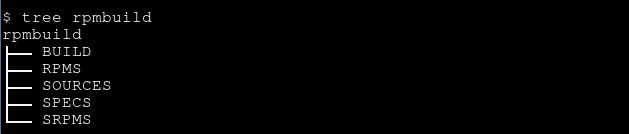 $ tree rpmbuild
rpmbuild
├── BUILD
├── RPMS
├── SOURCES
├── SPECS
└── SRPMS